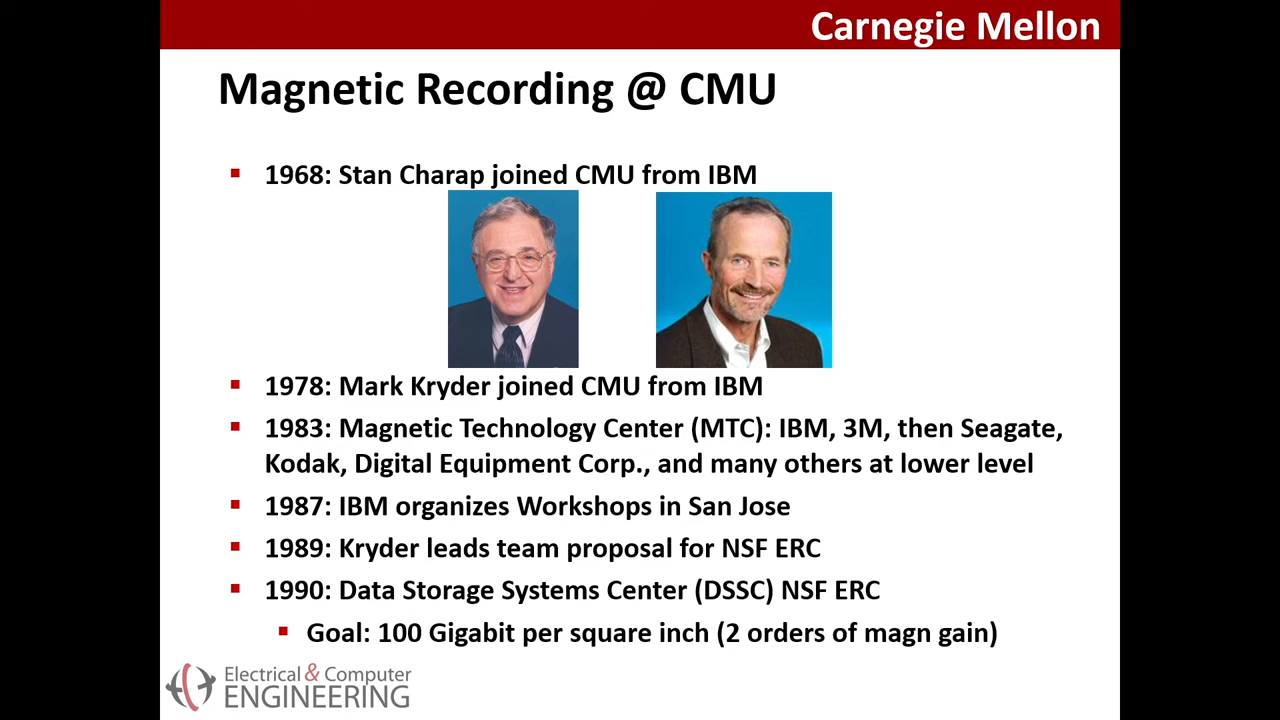 Carnegie Mellon
Magnetic Recording @ CMU
▪ 1968: Stan Charap joined CMU from IBM
▪ 1978: Mark Kryder joined CMU from IBM
▪ 1983: Magnetic Technology Center (MTC): IBM, 3M, then Seagate,
Kodak, Digital Equipment Corp., and many others at lower level
▪ 1987: IBM organizes Workshops in San Jose
▪ 1989: Kryder leads team proposal for NSF ERC
▪ 1990: Data Storage Systems Center (DSSC) NSF ERC
▪ Goal: 100 Gigabit per square inch (2 orders of magn gain)
Electrical & Computer
ENGINEERING